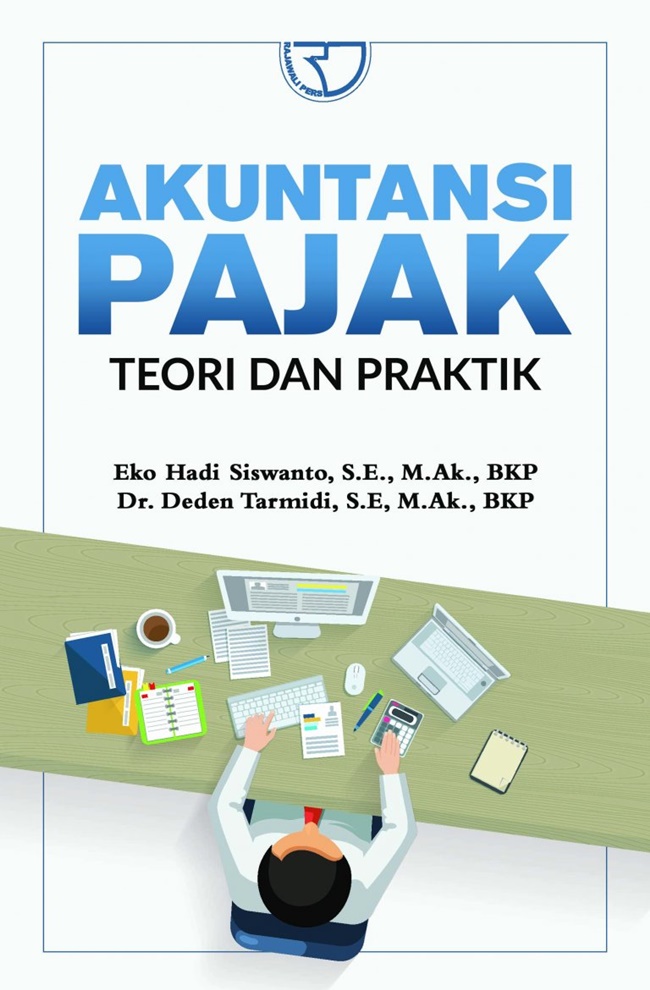 RAJAWALI PERS
AKUNTANSI
PAJAK
TEORI DAN PRAKTIK
Eko Hadi Siswanto, S.E., M.Ak., BKP
Dr. Deden Tarmidi, S.E, M.Ak., BKP